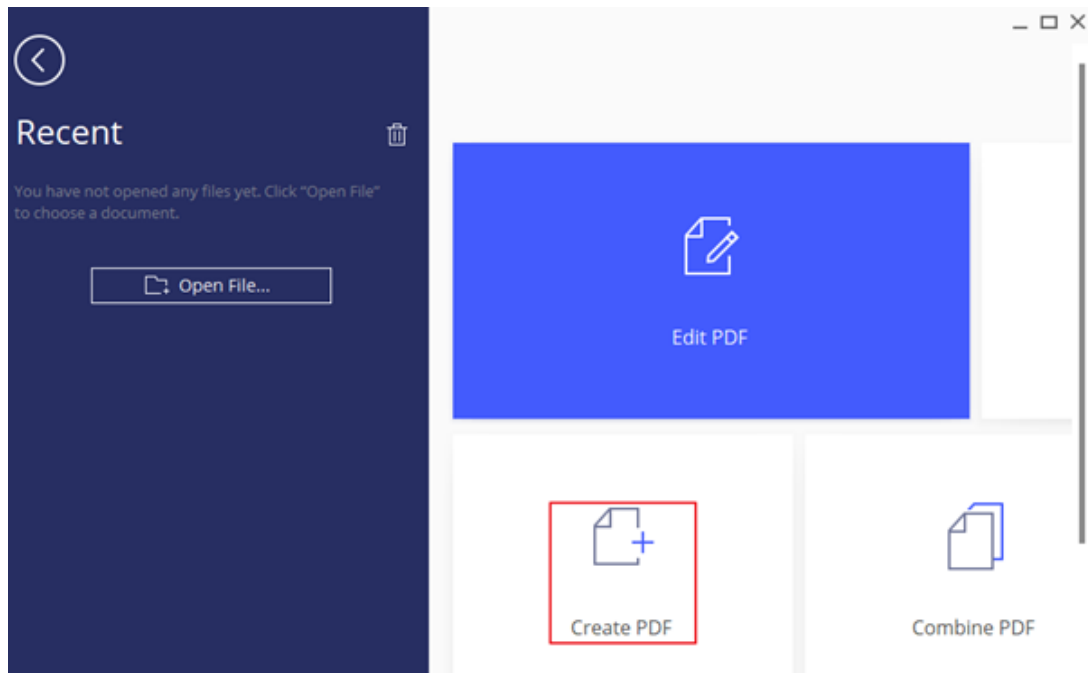 Recent
You have not opened any files yet. Click “Open File”
to choose a document.
Open File...
Edit PDF
Create PDF
Combine PDF